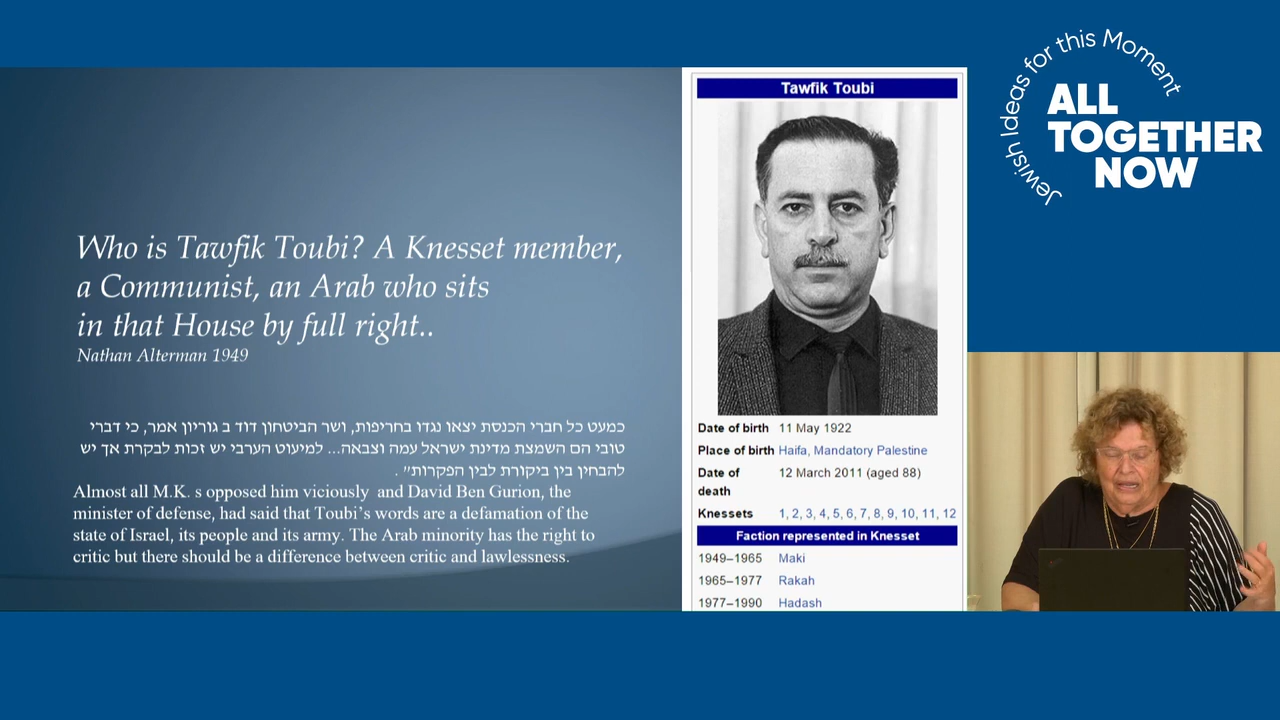 Who is Tawfik Toubi? A Knesset member,
a Communist, an Arab who sits
in that House by full right..
Nathan Alterman 1949
כמעט כל חברי הכנסת יצאו נגדו בחריפות, ושר הביטחון דוד ב גוריון אמר, כי דברי
טובי הם השמצת מדינת ישראל עמה וצבאה... למיעוט הערבי יש זכות לבקרת אך יש
להבחין בין ביקורת לבין הפקרות״ .
Almost all M.K. s opposed him viciously and David Ben Gurion, the
minister of defense, had said that Toubi’s words are a defamation of the
state of Israel, its people and its army. The Arab minority has the right to
critic but there should be a difference between critic and lawlessness.
Tawfik Toubi
Date of birth 11 May 1922
Place of birth Haifa, Mandatory Palestine
Date of 12 March 2011 (aged 88)
death
Knessets 1, 2, 3, 4, 5, 6, 7, 8, 9, 10, 11, 12
Faction represented in Knesset
1949–1965 Maki
1965–1977 Rakah
1977–1990 Hadash
Jewish Ideas for this Moment
ALL
TOGETHER
NOW